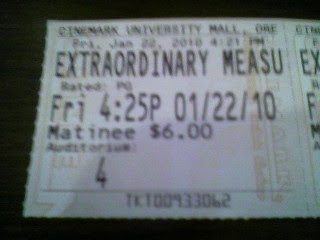 CINEMARK UNIVERSITY MALL, ORE
Fri, Jan 22, 2010 4:21 PM
EXTRAORDINARY MEASU
Rated: PG
Fri 4:25P 01/22/10
Matinee $6.00
Auditorium:
4
TKT00933062